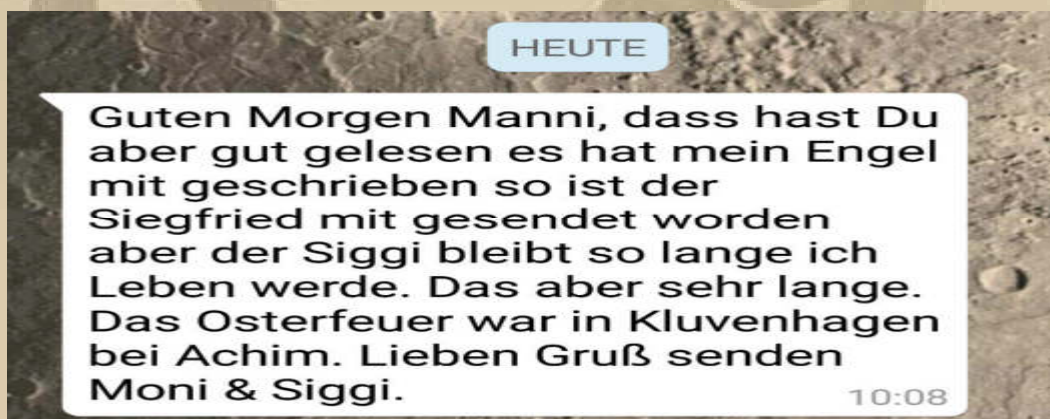 HEUTE
Guten Morgen Manni, dass hast Du
aber gut gelesen es hat mein Engel
mit geschrieben so ist der
Siegfried mit gesendet worden
aber der Siggi bleibt so lange ich
Leben werde. Das aber sehr lange.
Das Osterfeuer war in Kluvenhagen
bei Achim. Lieben Gruß senden
Moni & Siggi.
10:08